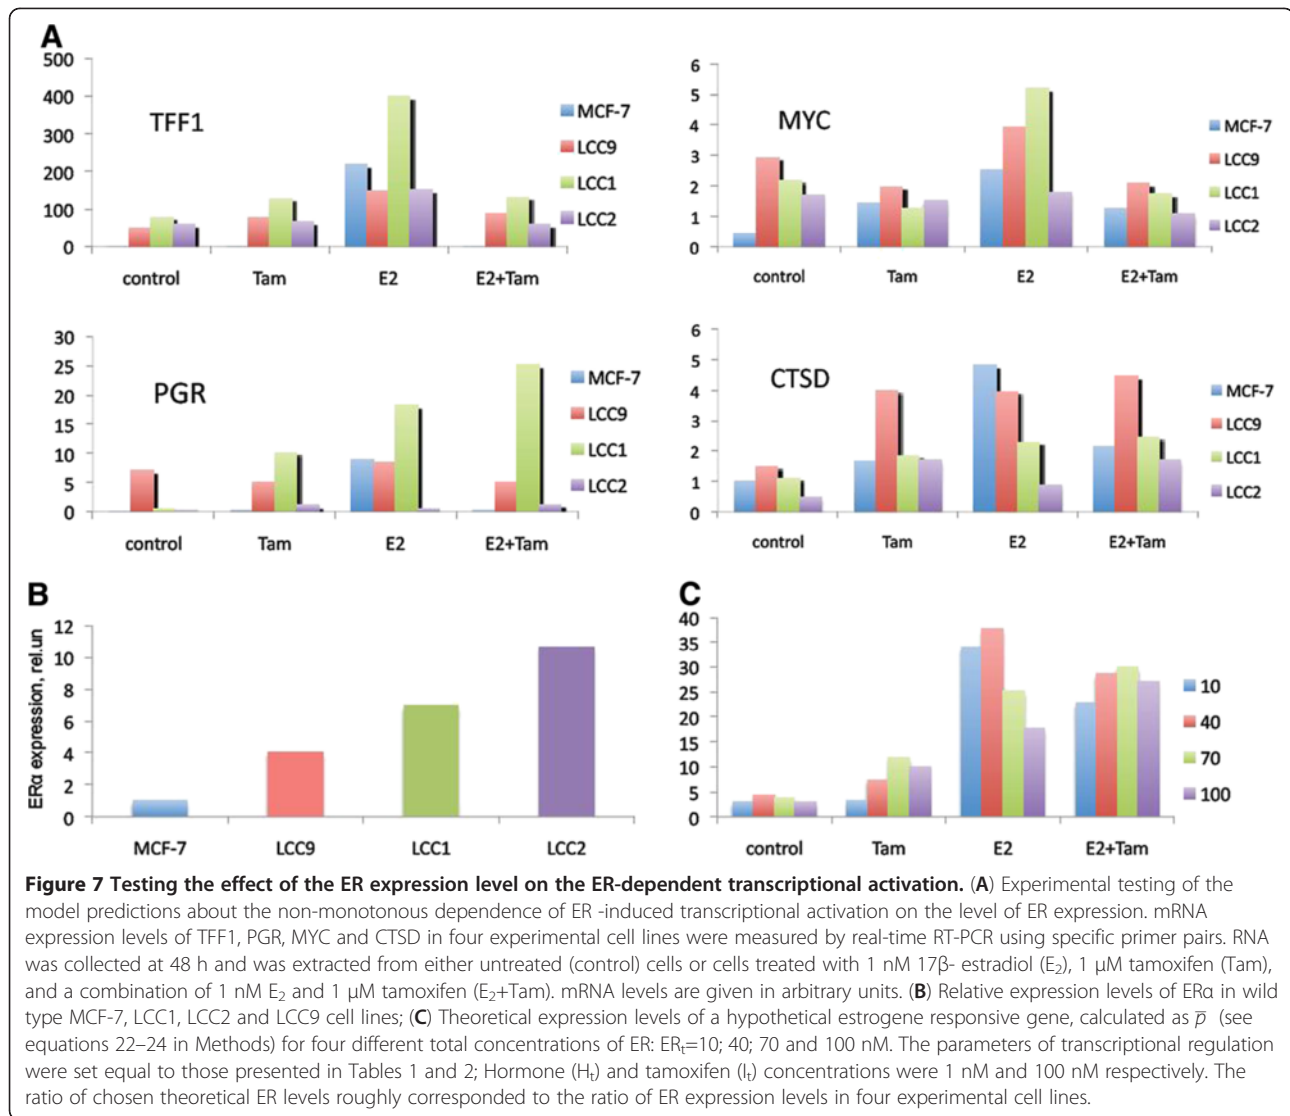 A
500
400
300
200
100
0
TFF1
control Tam E2 E2+Tam
MCF-7
LCC9
LCC1
LCC2
6
5
4
3
2
1
0
MYC
control Tam E2 E2+Tam
MCF-7
LCC9
LCC1
LCC2
30
25
20
15
10
5
0
PGR
control Tam E2 E2+Tam
MCF-7
LCC9
LCC1
LCC2
6
5
4
3
2
1
0
CTSD
control Tam E2 E2+Tam
MCF-7
LCC9
LCC1
LCC2
B
ERα expression, rel.un
12
10
8
6
4
2
0
MCF-7 LCC9 LCC1 LCC2
C
40
35
30
25
20
15
10
5
0
control Tam E2 E2+Tam
10
40
70
100
Figure 7 Testing the effect of the ER expression level on the ER-dependent transcriptional activation. (A) Experimental testing of the
model predictions about the non-monotonous dependence of ER -induced transcriptional activation on the level of ER expression. mRNA
expression levels of TFF1, PGR, MYC and CTSD in four experimental cell lines were measured by real-time RT-PCR using specific primer pairs. RNA
was collected at 48 h and was extracted from either untreated (control) cells or cells treated with 1 nM 17β- estradiol (E₂), 1 μM tamoxifen (Tam),
and a combination of 1 nM E₂ and 1 μM tamoxifen (E₂+Tam). mRNA levels are given in arbitrary units. (B) Relative expression levels of ERα in wild
type MCF-7, LCC1, LCC2 and LCC9 cell lines; (C) Theoretical expression levels of a hypothetical estrogene responsive gene, calculated as p̅ (see
equations 22–24 in Methods) for four different total concentrations of ER: ERₜ=10; 40; 70 and 100 nM. The parameters of transcriptional regulation
were set equal to those presented in Tables 1 and 2; Hormone (Hₜ) and tamoxifen (Iₜ) concentrations were 1 nM and 100 nM respectively. The
ratio of chosen theoretical ER levels roughly corresponded to the ratio of ER expression levels in four experimental cell lines.